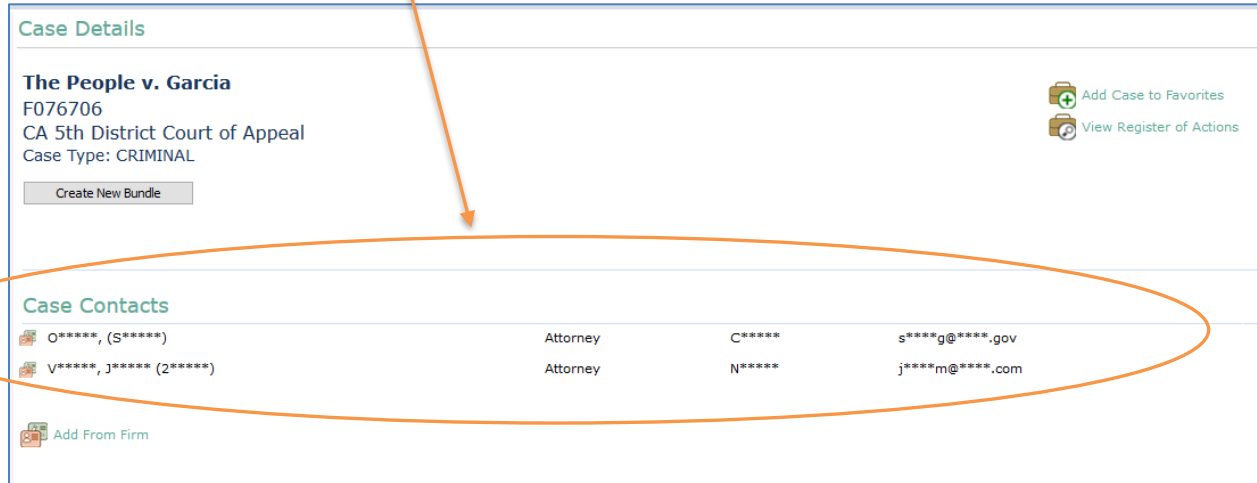 Case Details
The People v. Garcia
F076706
CA 5th District Court of Appeal
Case Type: CRIMINAL
Create New Bundle
Add Case to Favorites
View Register of Actions
Case Contacts
O*****, (S*****) Attorney C***** s****g@****.gov
V*****, J***** (2*****) Attorney N***** j****m@****.com
Add From Firm